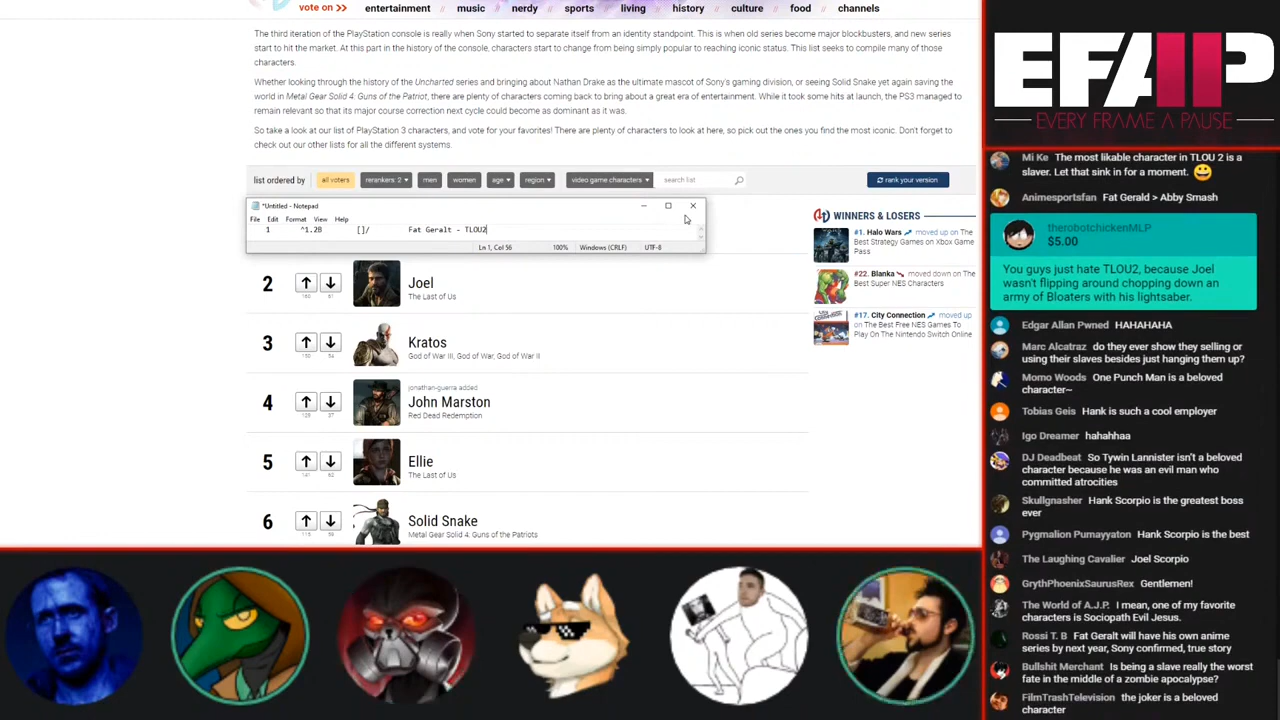 vote on >> entertainment music nerdy sports living history culture food channels
The third iteration of the PlayStation console is really when Sony started to separate itself from an identity standpoint. This is when old series become major blockbusters, and new series
start to hit the market. At this part in the history of the console, characters start to change from being simply popular to reaching iconic status. This list seeks to compile many of those
characters.
Whether looking through the history of the Uncharted series and bringing about Nathan Drake as the ultimate mascot of Sony's gaming division, or seeing Solid Snake yet again saving the
world in Metal Gear Solid 4: Guns of the Patriot, there are plenty of characters coming back to bring about a great era of entertainment. While it took some hits at launch, the PS3 managed to
remain relevant so that its major course correction next cycle could become as dominant as it was.
So take a look at our list of PlayStation 3 characters, and vote for your favorites! There are plenty of characters to look at here, so pick out the ones you find the most iconic. Don't forget to
check out our other lists for all the different systems.
list ordered by all voters rerankers: 2 men women age region video game characters search list rank your version
*Untitled - Notepad
File Edit Format View Help
1 ^1.2B []/ Fat Geralt - TLOU2
Ln 1, Col 56 100% Windows (CRLF) UTF-8
2 Joel
The Last of Us
160 61
3 Kratos
God of War III, God of War, God of War II
150 54
jonathan-guerra added
4 John Marston
Red Dead Redemption
128 37
5 Ellie
The Last of Us
141 62
6 Solid Snake
Metal Gear Solid 4: Guns of the Patriots
115 59
WINNERS & LOSERS
#1. Halo Wars moved up
on The Best Strategy Games on Xbox Game
Pass
#22. Blanka moved down on The
Best Super NES Characters
#17. City Connection moved up
on The Best Free NES Games To
Play On The Nintendo Switch Online
EFAP
EVERY FRAME A PAUSE
Mi Ke The most likable character in TLOU 2 is a
slaver. Let that sink in for a moment.
Animesportsfan Fat Gerald > Abby Smash
therobotchickenMLP
$5.00
You guys just hate TLOU2, because Joel
wasn't flipping around chopping down an
army of Bloaters with his lightsaber.
Edgar Allan Pwned HAHAHAHA
Marc Alcatraz do they ever show they selling or
using their slaves besides just hanging them up?
Momo Woods One Punch Man is a beloved
character~
Tobias Geis Hank is such a cool employer
Igo Dreamer hahahhaa
DJ Deadbeat So Tywin Lannister isn't a beloved
character because he was an evil man who
committed atrocities
Skullgnasher Hank Scorpio is the greatest boss
ever
Pygmalion Pumayyaton Hank Scorpio is the best
The Laughing Cavalier Joel Scorpio
GrythPhoenixSaurusRex Gentlemen!
The World of A.J.P. I mean, one of my favorite
characters is Sociopath Evil Jesus.
Rossi T. B Fat Geralt will have his own anime
series by next year, Sony confirmed, true story
Bullshit Merchant Is being a slave really the worst
fate in the middle of a zombie apocalypse?
FilmTrashTelevision the joker is a beloved
character